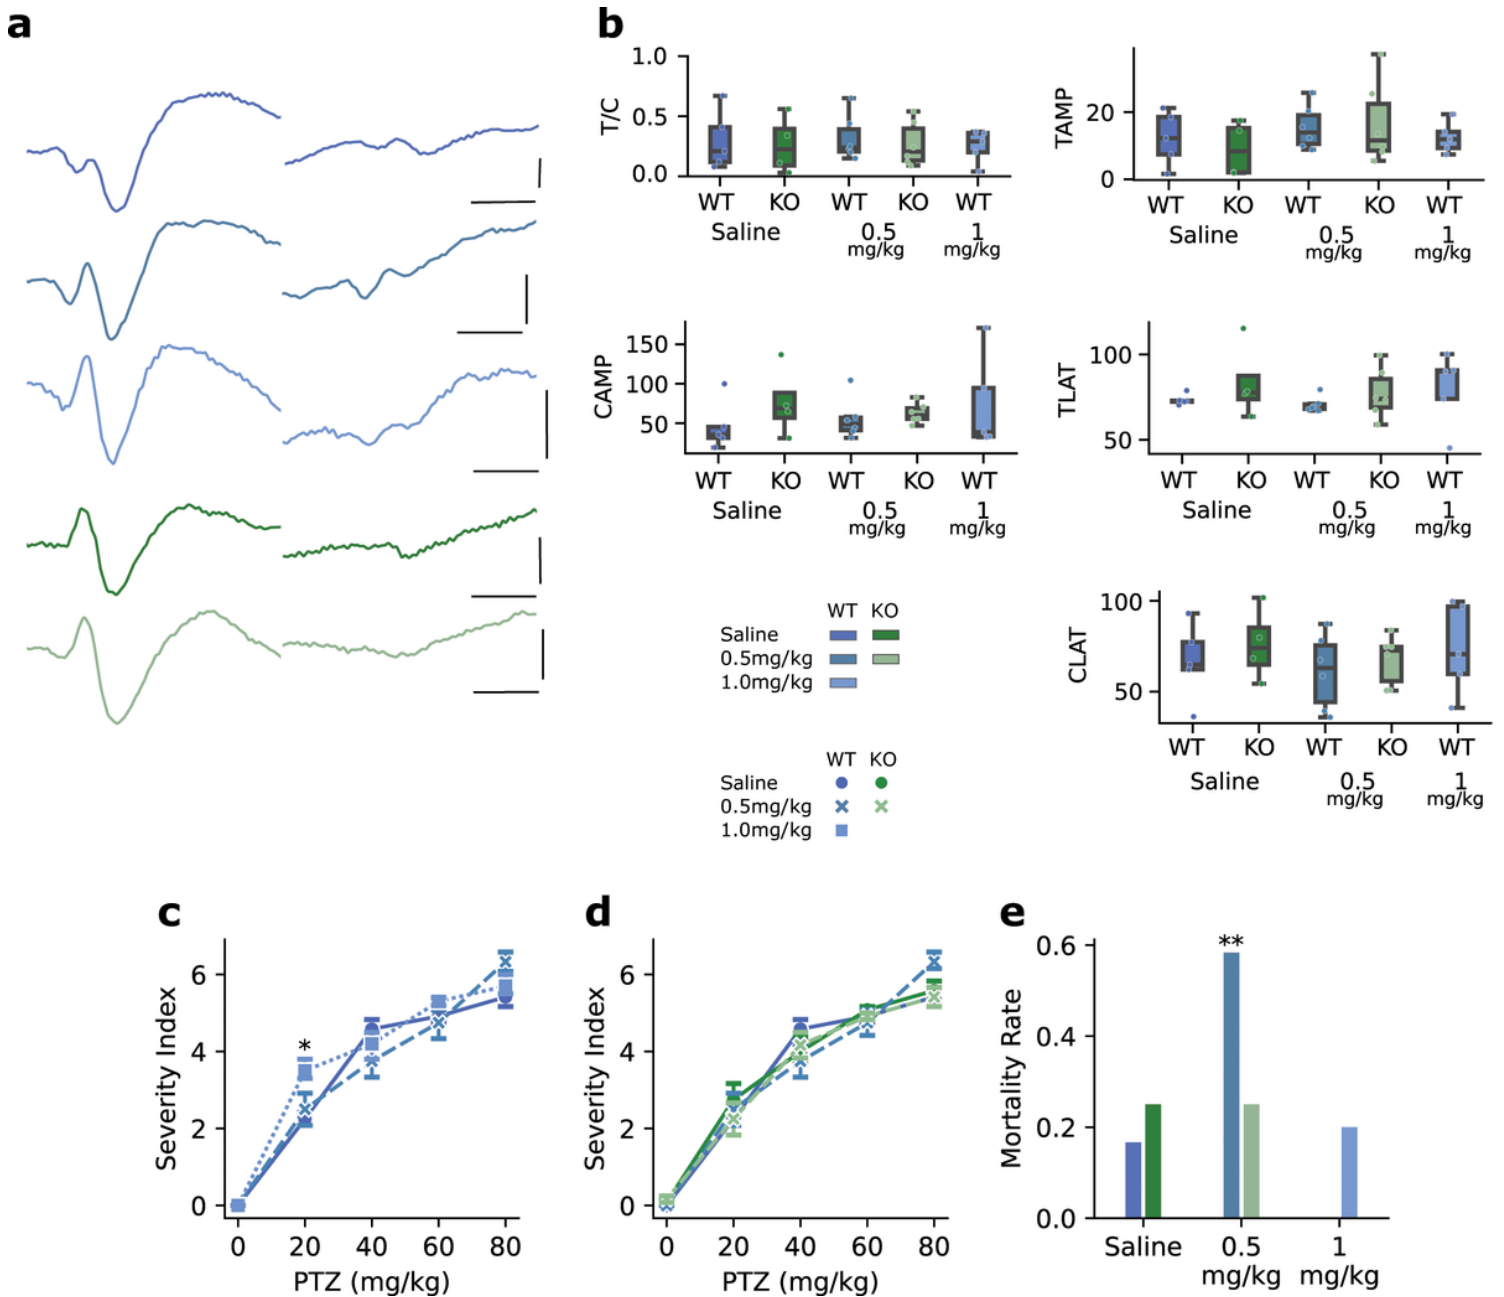 a
b
1.0
0.5
0.0
T/C
WT KO WT KO WT
Saline 0.5 1
mg/kg mg/kg
20
0
TAMP
WT KO WT KO WT
Saline 0.5 1
mg/kg mg/kg
150
100
50
CAMP
WT KO WT KO WT
Saline 0.5 1
mg/kg mg/kg
100
50
TLAT
WT KO WT KO WT
Saline 0.5 1
mg/kg mg/kg
WT KO
Saline
0.5mg/kg
1.0mg/kg
100
50
CLAT
WT KO WT KO WT
Saline 0.5 1
mg/kg mg/kg
WT KO
Saline
0.5mg/kg
1.0mg/kg
c
6
4
2
0
Severity Index
*
0 20 40 60 80
PTZ (mg/kg)
d
6
4
2
0
Severity Index
0 20 40 60 80
PTZ (mg/kg)
e
0.6
0.4
0.2
0.0
Mortality Rate
**
Saline 0.5 1
mg/kg mg/kg